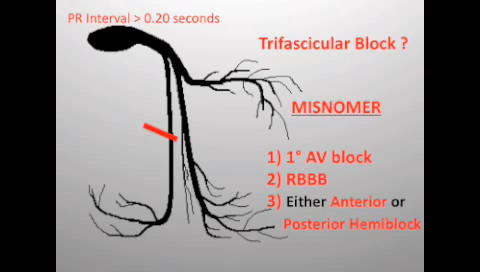 PR Interval > 0.20 seconds
Trifascicular Block ?
MISNOMER
1) 1° AV block
2) RBBB
3) Either Anterior or
Posterior Hemiblock